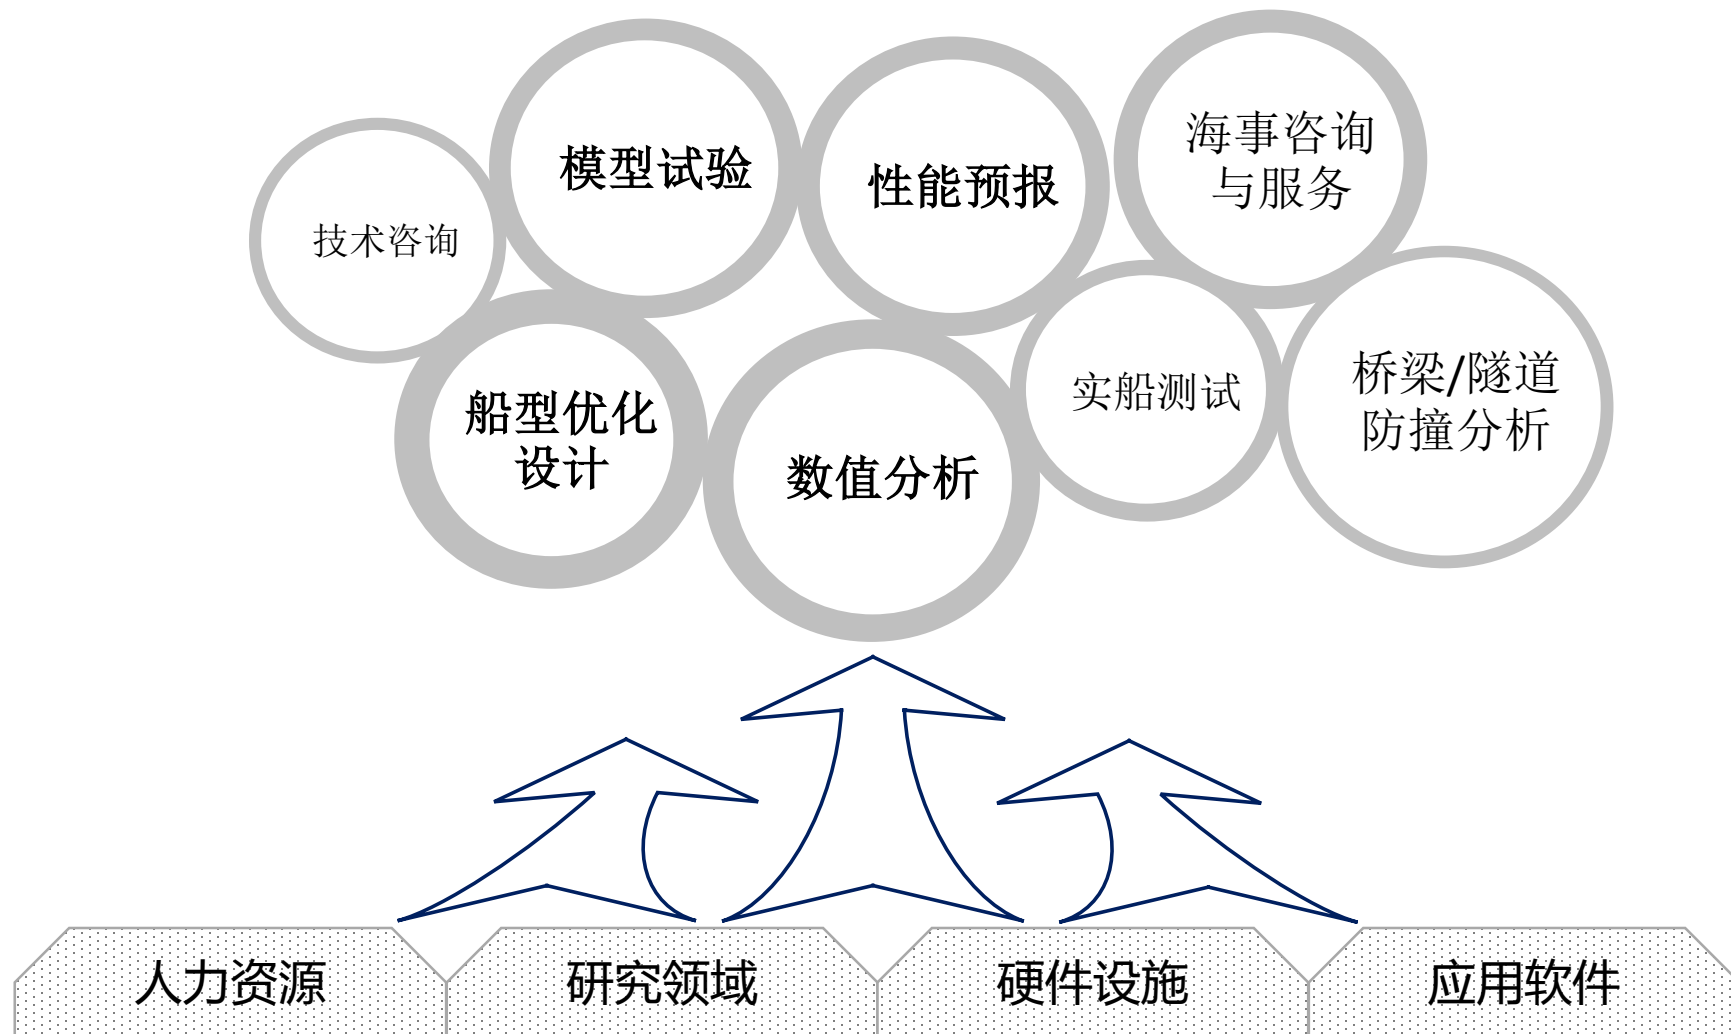 海事咨询
与服务
模型试验
性能预报
技术咨询
桥梁/隧道
防撞分析
实船测试
船型优化
设计
数值分析
人力资源
研究领域
硬件设施
应用软件